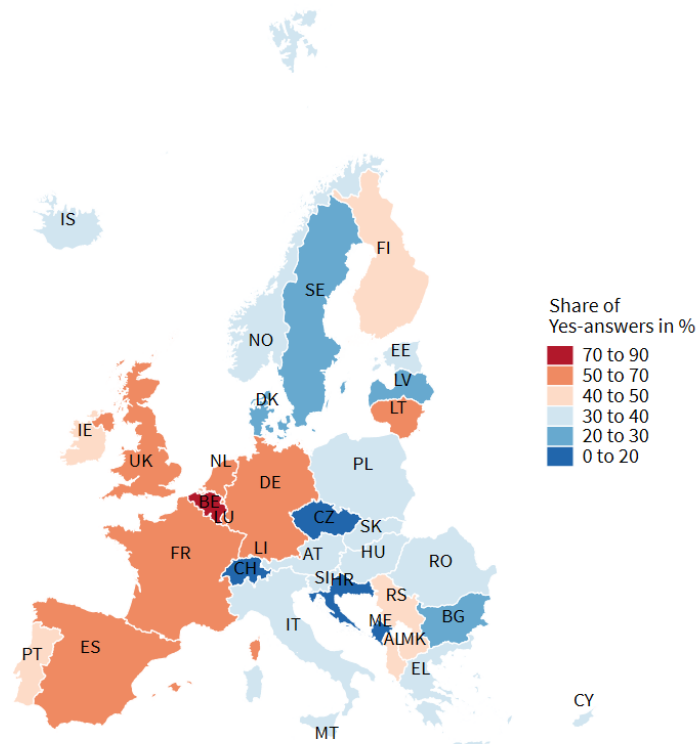 IS
FI
SE
NO
EE
Share of
Yes-answers in %
70 to 90
50 to 70
40 to 50
30 to 40
20 to 30
0 to 20
LV
DK
LT
IE
UK
NL
PL
DE
BE
LU
CZ
SK
FR
LI
AT
HU
RO
CH
SI
HR
RS
IT
ME
BG
AL
MK
PT
ES
EL
CY
MT